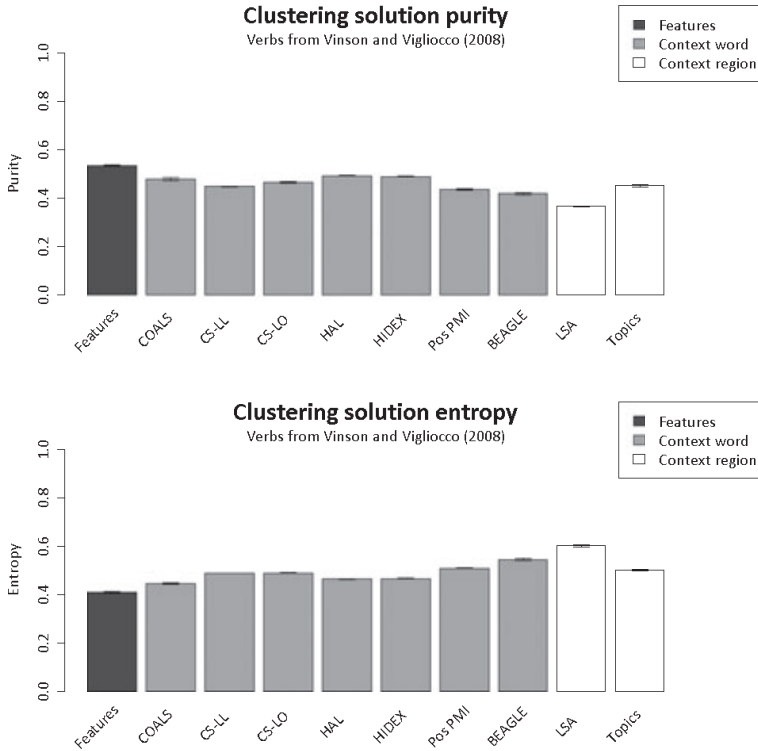 Clustering solution purity
Verbs from Vinson and Vigliocco (2008)
Features
Context word
Context region
Purity
1.0
0.8
0.6
0.4
0.2
0.0
Features
COALS
CS-LL
CS-LO
HAL
HIDEX
Pos PMI
BEAGLE
LSA
Topics
Clustering solution entropy
Verbs from Vinson and Vigliocco (2008)
Features
Context word
Context region
Entropy
1.0
0.8
0.6
0.4
0.2
0.0
Features
COALS
CS-LL
CS-LO
HAL
HIDEX
Pos PMI
BEAGLE
LSA
Topics